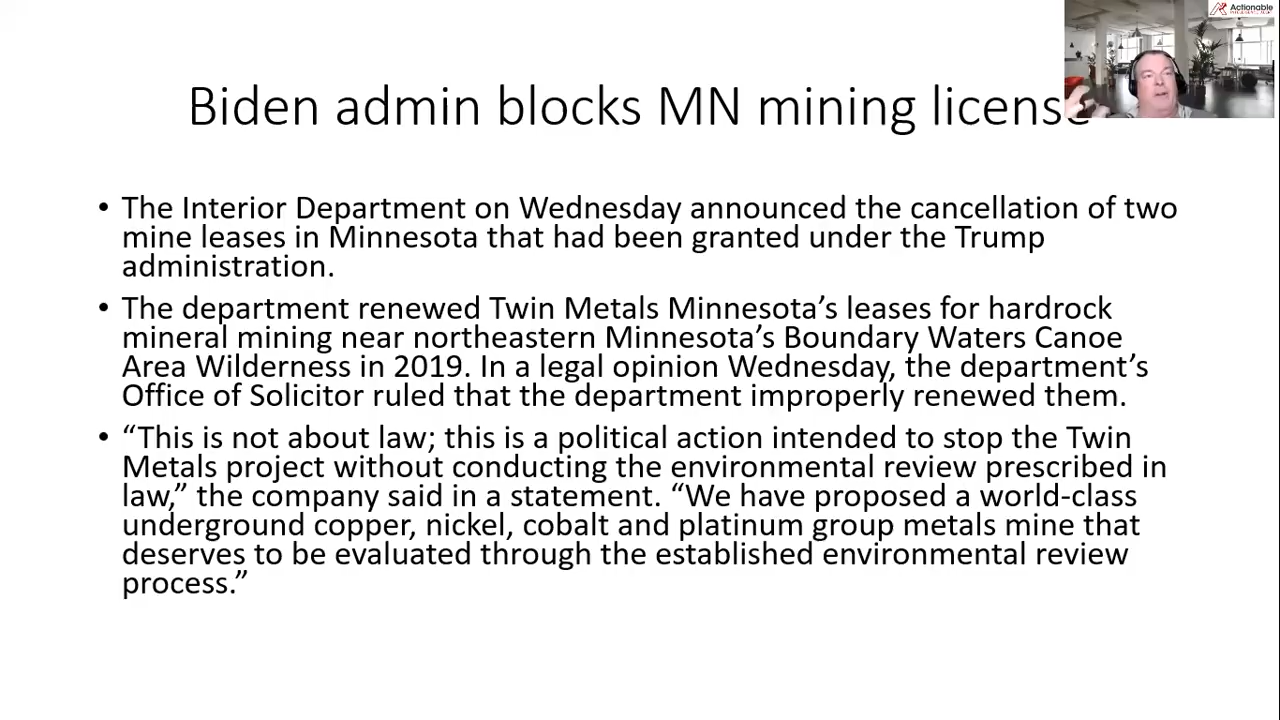 Actionable
Biden admin blocks MN mining license
• The Interior Department on Wednesday announced the cancellation of two
mine leases in Minnesota that had been granted under the Trump
administration.
• The department renewed Twin Metals Minnesota’s leases for hardrock
mineral mining near northeastern Minnesota’s Boundary Waters Canoe
Area Wilderness in 2019. In a legal opinion Wednesday, the department’s
Office of Solicitor ruled that the department improperly renewed them.
• “This is not about law; this is a political action intended to stop the Twin
Metals project without conducting the environmental review prescribed in
law,” the company said in a statement. “We have proposed a world-class
underground copper, nickel, cobalt and platinum group metals mine that
deserves to be evaluated through the established environmental review
process.”